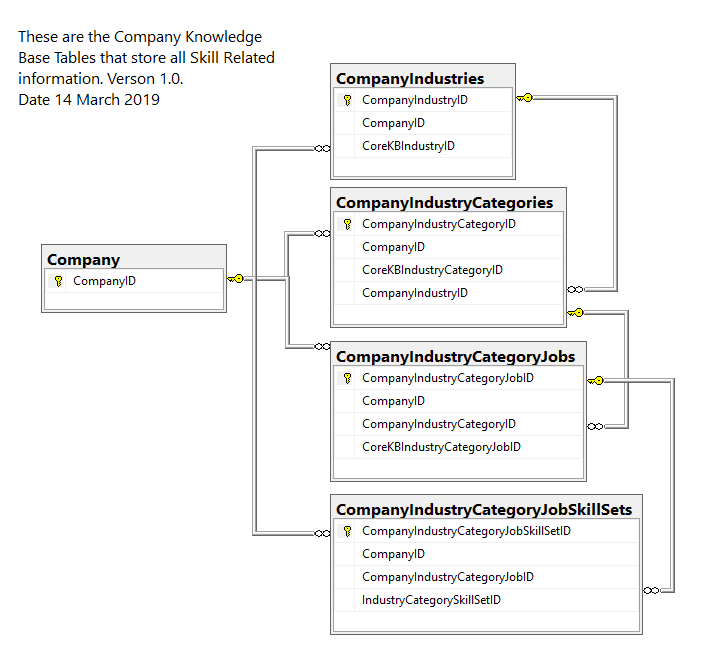 These are the Company Knowledge
Base Tables that store all Skill Related
information. Verson 1.0.
Date 14 March 2019
CompanyIndustries
CompanyIndustryID
CompanyID
CoreKBIndustryID
CompanyIndustryCategories
CompanyIndustryCategoryID
CompanyID
CoreKBIndustryCategoryID
CompanyIndustryID
Company
CompanyID
CompanyIndustryCategoryJobs
CompanyIndustryCategoryJobID
CompanyID
CompanyIndustryCategoryID
CoreKBIndustryCategoryJobID
CompanyIndustryCategoryJobSkillSets
CompanyIndustryCategoryJobSkillSetID
CompanyID
CompanyIndustryCategoryJobID
IndustryCategorySkillSetID